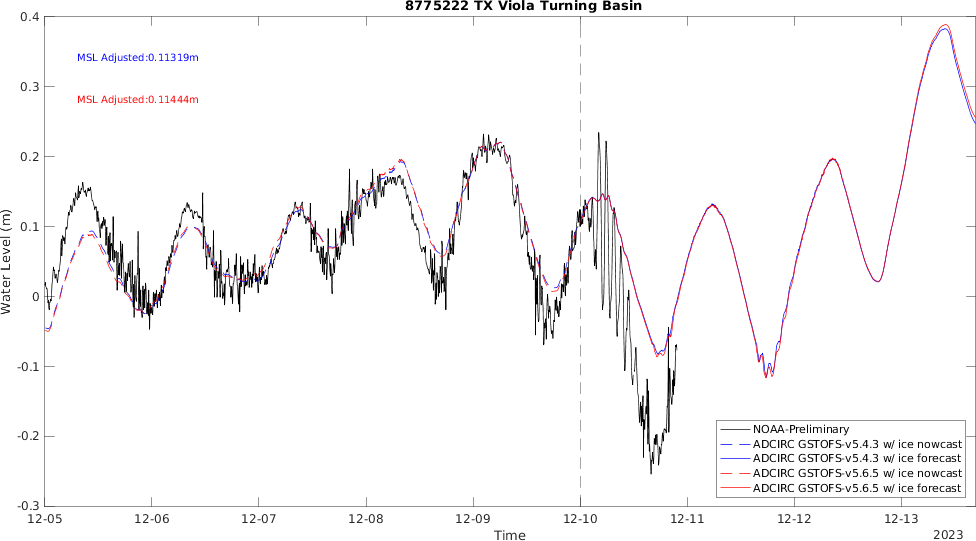 8775222 TX Viola Turning Basin
0.4
0.3
0.2
0.1
0
-0.1
-0.2
-0.3
Water Level (m)
MSL Adjusted:0.11319m
MSL Adjusted:0.11444m
NOAA-Preliminary
ADCIRC GSTOFS-v5.4.3 w/ ice nowcast
ADCIRC GSTOFS-v5.4.3 w/ ice forecast
ADCIRC GSTOFS-v5.6.5 w/ ice nowcast
ADCIRC GSTOFS-v5.6.5 w/ ice forecast
12-05 12-06 12-07 12-08 12-09 12-10 12-11 12-12 12-13
Time
2023